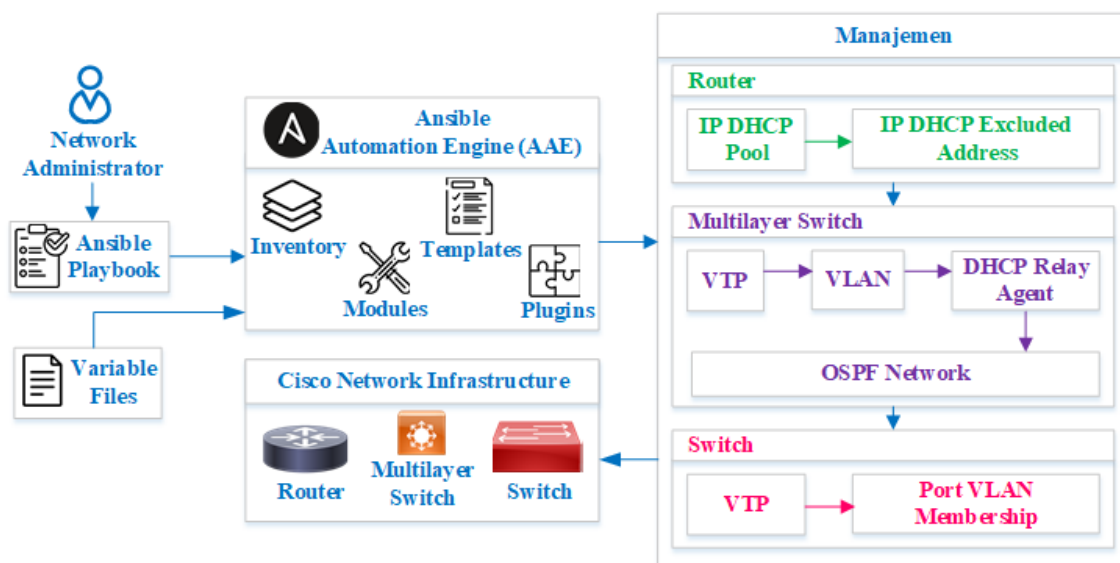 Network
Administrator
Ansible
Playbook
Variable
Files
Ansible
Automation Engine (AAE)
Inventory
Templates
Modules
Plugins
Cisco Network Infrastructure
Router
Multilayer
Switch
Switch
Manajemen
Router
IP DHCP
Pool
IP DHCP Excluded
Address
Multilayer Switch
VTP
VLAN
DHCP Relay
Agent
OSPF Network
Switch
VTP
Port VLAN
Membership